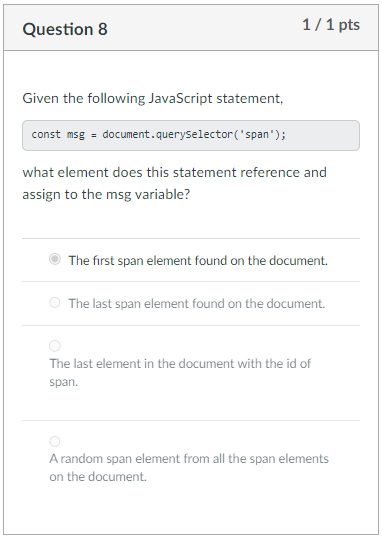 Question 8
1 / 1 pts
Given the following JavaScript statement,
const msg = document.querySelector('span');
what element does this statement reference and
assign to the msg variable?
The first span element found on the document.
The last span element found on the document.
The last element in the document with the id of
span.
A random span element from all the span elements
on the document.